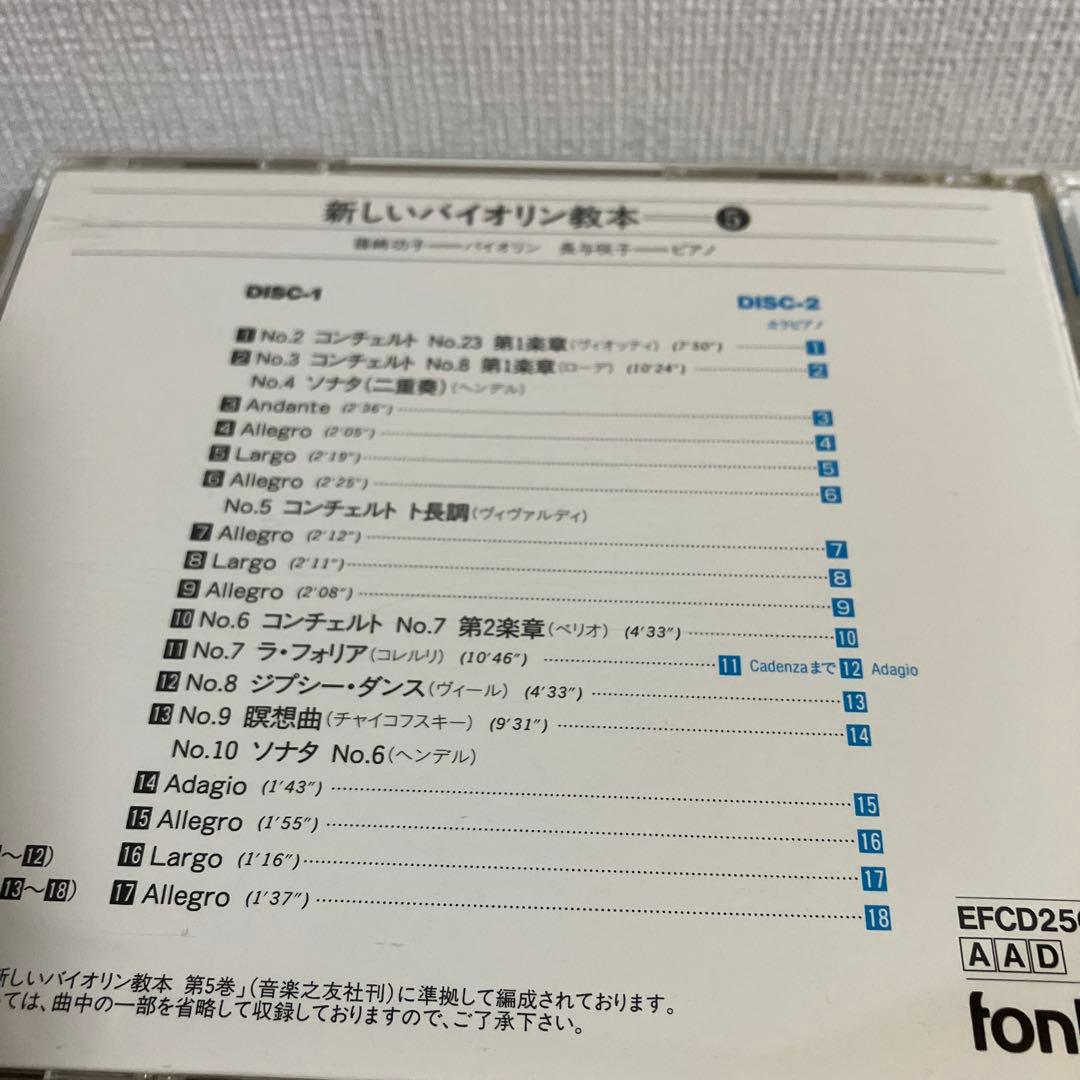 新しいバイオリン教本——❺
篠崎功子——バイオリン 長与咲子——ピアノ
DISC-1
DISC-2
カラピアノ
1 No.2 コンチェルト No.23 第1楽章(ヴィオッティ) (7'50") 1
2 No.3 コンチェルト No.8 第1楽章(ローデ) (10'24") 2
No.4 ソナタ(二重奏)(ヘンデル)
3 Andante (2'36") 3
4 Allegro (2'05") 4
5 Largo (2'19") 5
6 Allegro (2'25") 6
No.5 コンチェルト ト長調(ヴィヴァルディ)
7 Allegro (2'12") 7
8 Largo (2'11") 8
9 Allegro (2'08") 9
10 No.6 コンチェルト No.7 第2楽章(ベリオ) (4'33") 10
11 No.7 ラ・フォリア(コレルリ) (10'46") 11 Cadenzaまで 12 Adagio
12 No.8 ジプシー・ダンス(ヴィール) (4'33") 13
13 No.9 瞑想曲(チャイコフスキー) (9'31") 14
No.10 ソナタ No.6(ヘンデル)
14 Adagio (1'43") 15
15 Allegro (1'55") 16
〜12)
16 Largo (1'16") 17
13〜18)
17 Allegro (1'37") 18
EFCD250
AAD
新しいバイオリン教本 第5巻」(音楽之友社刊)に準拠して編成されております。
ては、曲中の一部を省略して収録しておりますので、ご了承下さい。